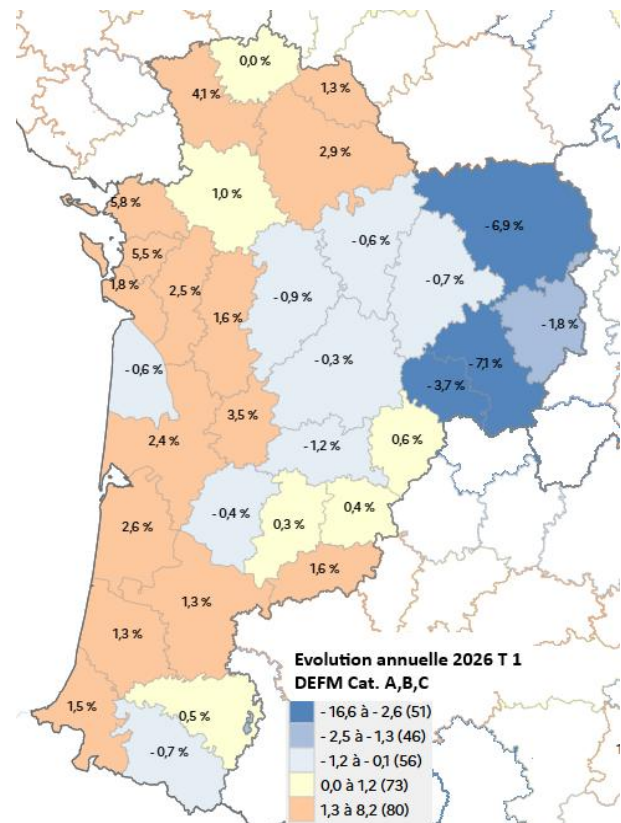 0,0 %
4,1 %
1,3 %
2,9 %
5,8 %
1,0 %
- 6,9 %
- 0,6 %
5,5 %
- 0,7 %
1,8 %
2,5 %
- 0,9 %
1,6 %
- 1,8 %
- 0,6 %
- 0,3 %
- 7,1 %
- 3,7 %
3,5 %
2,4 %
- 1,2 %
0,6 %
- 0,4 %
0,4 %
2,6 %
0,3 %
1,6 %
1,3 %
1,3 %
1,5 %
0,5 %
- 0,7 %
Evolution annuelle 2026 T 1
DEFM Cat. A,B,C
- 16,6 à - 2,6 (51)
- 2,5 à - 1,3 (46)
- 1,2 à - 0,1 (56)
0,0 à 1,2 (73)
1,3 à 8,2 (80)